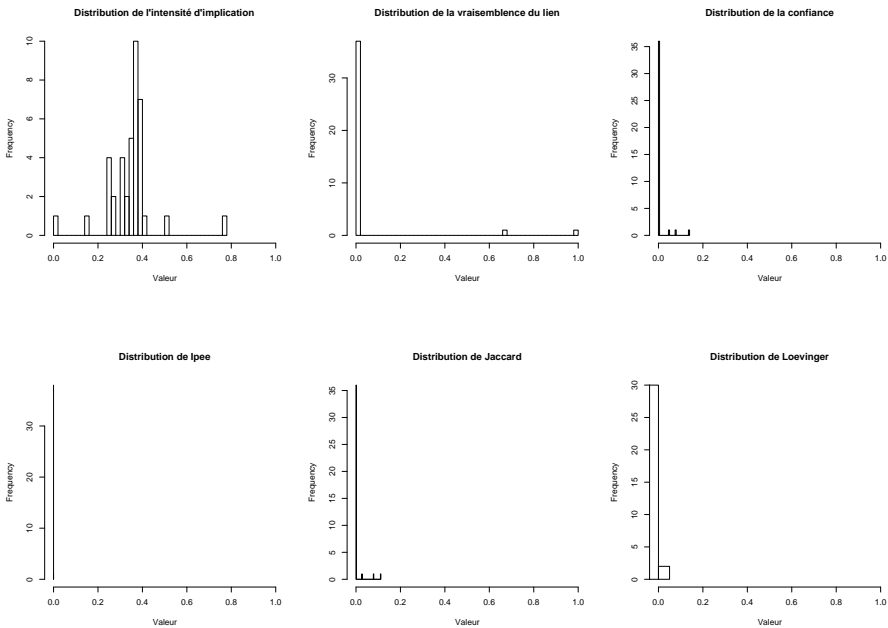 Distribution de l'intensité d'implication
Frequency
0 2 4 6 8 10
0.0 0.2 0.4 0.6 0.8 1.0
Valeur
Distribution de la vraisemblence du lien
Frequency
0 10 20 30
0.0 0.2 0.4 0.6 0.8 1.0
Valeur
Distribution de la confiance
Frequency
0 5 10 15 20 25 30 35
0.0 0.2 0.4 0.6 0.8 1.0
Valeur
Distribution de Ipee
Frequency
0 10 20 30
0.0 0.2 0.4 0.6 0.8 1.0
Valeur
Distribution de Jaccard
Frequency
0 5 10 15 20 25 30 35
0.0 0.2 0.4 0.6 0.8 1.0
Valeur
Distribution de Loevinger
Frequency
0 5 10 15 20 25 30
0.0 0.2 0.4 0.6 0.8 1.0
Valeur